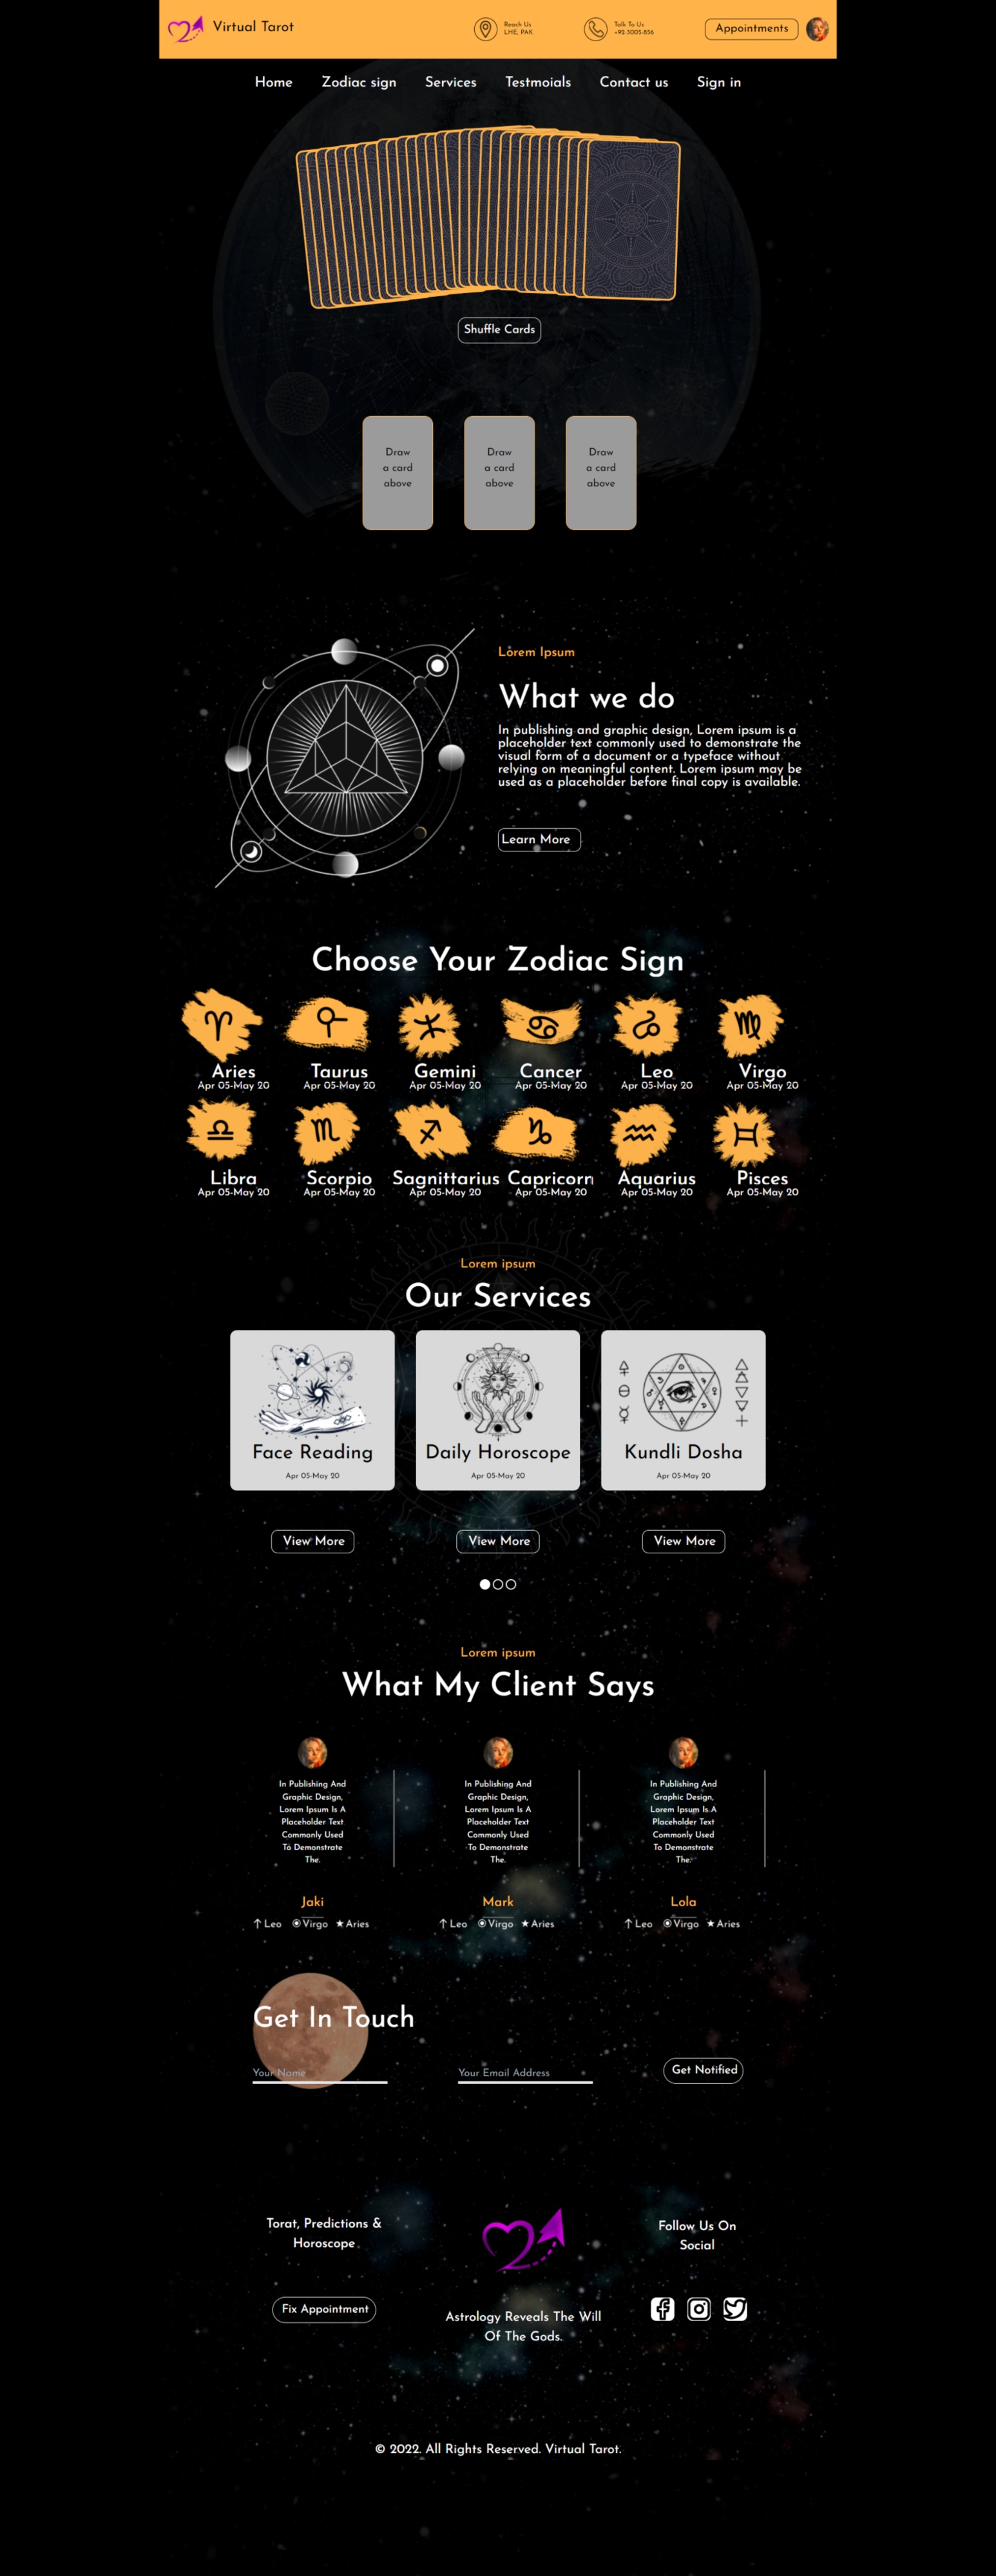 Virtual Tarot
Reach Us
LHE, PAK
Talk To Us
+92-3005-856
Appointments
Home
Zodiac sign
Services
Testmoials
Contact us
Sign in
Shuffle Cards
Draw
a card
above
Draw
a card
above
Draw
a card
above
Lorem Ipsum
What we do
In publishing and graphic design, Lorem ipsum is a
placeholder text commonly used to demonstrate the
visual form of a document or a typeface without
relying on meaningful content. Lorem ipsum may be
used as a placeholder before final copy is available.
Learn More
Choose Your Zodiac Sign
Aries
Apr 05-May 20
Taurus
Apr 05-May 20
Gemini
Apr 05-May 20
Cancer
Apr 05-May 20
Leo
Apr 05-May 20
Virgo
Apr 05-May 20
Libra
Apr 05-May 20
Scorpio
Apr 05-May 20
Sagnittarius
Apr 05-May 20
Capricorn
Apr 05-May 20
Aquarius
Apr 05-May 20
Pisces
Apr 05-May 20
Lorem ipsum
Our Services
Face Reading
Apr 05-May 20
Daily Horoscope
Apr 05-May 20
Kundli Dosha
Apr 05-May 20
View More
View More
View More
Lorem ipsum
What My Client Says
In Publishing And
Graphic Design,
Lorem Ipsum Is A
Placeholder Text
Commonly Used
To Demonstrate
The.
Jaki
Leo Virgo Aries
In Publishing And
Graphic Design,
Lorem Ipsum Is A
Placeholder Text
Commonly Used
To Demonstrate
The.
Mark
Leo Virgo Aries
In Publishing And
Graphic Design,
Lorem Ipsum Is A
Placeholder Text
Commonly Used
To Demonstrate
The.
Lola
Leo Virgo Aries
Get In Touch
Your Name
Your Email Address
Get Notified
Torat, Predictions &
Horoscope
Fix Appointment
Astrology Reveals The Will
Of The Gods.
Follow Us On
Social
© 2022. All Rights Reserved. Virtual Tarot.